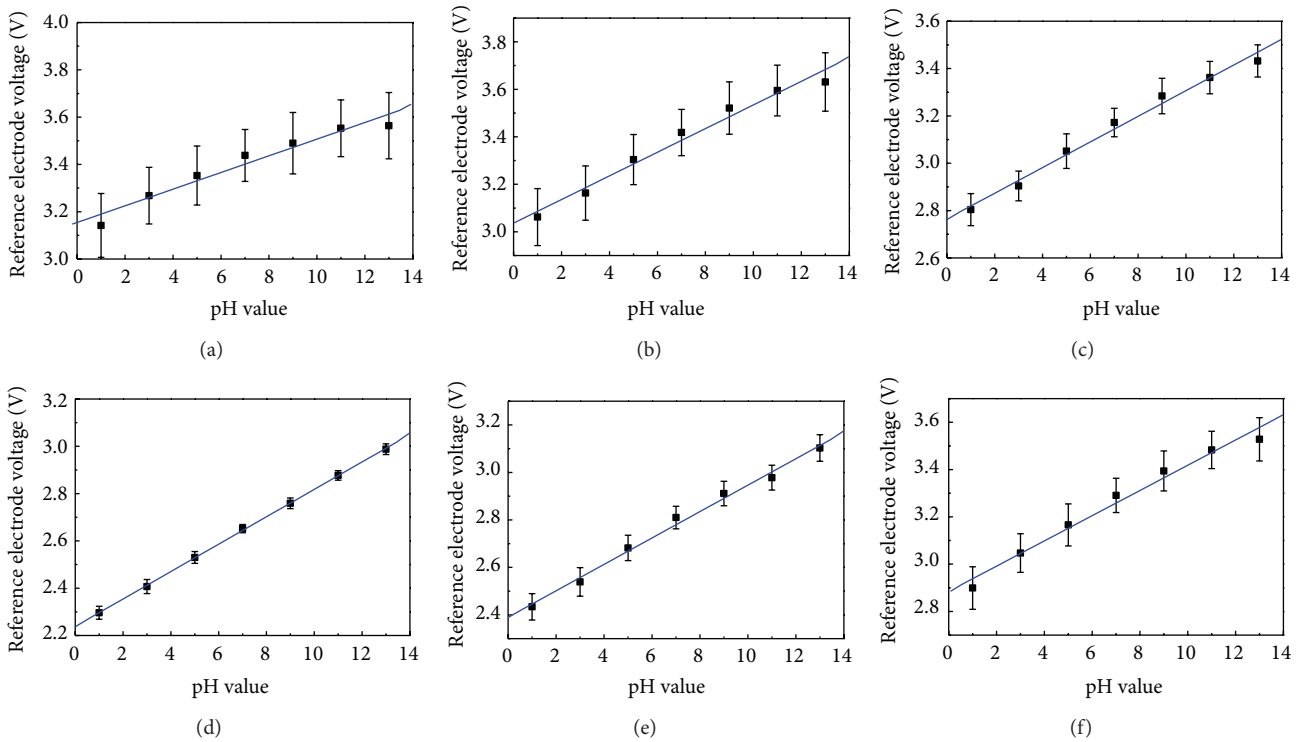 Reference electrode voltage (V)
4.0
3.8
3.6
3.4
3.2
3.0
0 2 4 6 8 10 12 14
pH value
(a)
Reference electrode voltage (V)
3.8
3.6
3.4
3.2
3.0
0 2 4 6 8 10 12 14
pH value
(b)
Reference electrode voltage (V)
3.6
3.4
3.2
3.0
2.8
2.6
0 2 4 6 8 10 12 14
pH value
(c)
Reference electrode voltage (V)
3.2
3.0
2.8
2.6
2.4
2.2
0 2 4 6 8 10 12 14
pH value
(d)
Reference electrode voltage (V)
3.2
3.0
2.8
2.6
2.4
0 2 4 6 8 10 12 14
pH value
(e)
Reference electrode voltage (V)
3.6
3.4
3.2
3.0
2.8
0 2 4 6 8 10 12 14
pH value
(f)